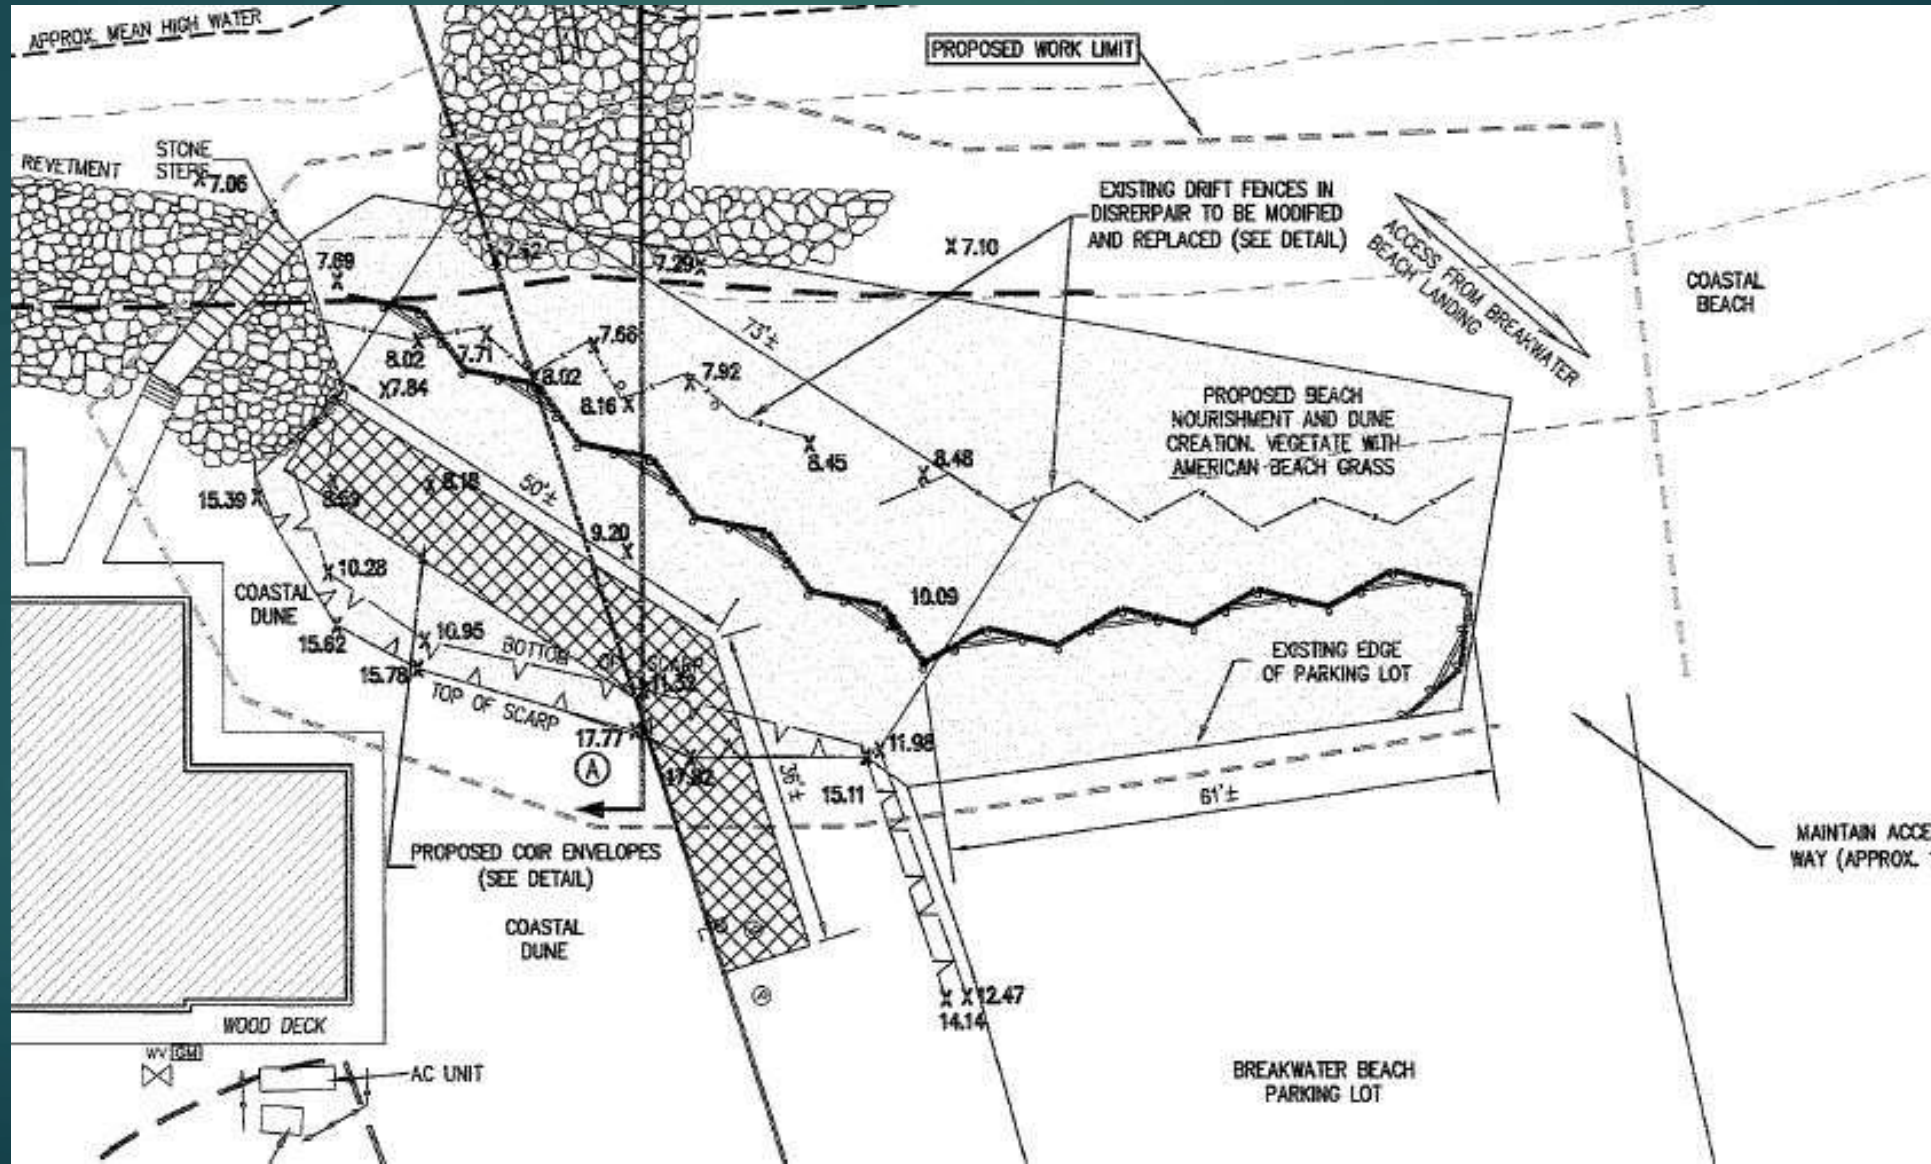 APPROX. MEAN HIGH WATER
PROPOSED WORK LIMIT
STONE
STEPS
REVETMENT
7.06
EXISTING DRIFT FENCES IN
DISRERPAIR TO BE MODIFIED
AND REPLACED (SEE DETAIL)
7.10
ACCESS FROM BREAKWATER
BEACH LANDING
COASTAL
BEACH
7.69
7.29
73'±
8.02
7.71
7.66
7.84
8.02
8.16
7.92
8.45
8.48
PROPOSED BEACH
NOURISHMENT AND DUNE
CREATION. VEGETATE WITH
AMERICAN BEACH GRASS
15.39
8.18
50'±
9.20
10.28
COASTAL
DUNE
10.09
15.62
10.95
BOTTOM OF SCARP
11.32
15.78
TOP OF SCARP
EXISTING EDGE
OF PARKING LOT
17.77
A
11.98
36'±
15.11
61'±
PROPOSED COIR ENVELOPES
(SEE DETAIL)
MAINTAIN ACCE
WAY (APPROX.
COASTAL
DUNE
12.47
14.14
WOOD DECK
WV GM
AC UNIT
BREAKWATER BEACH
PARKING LOT